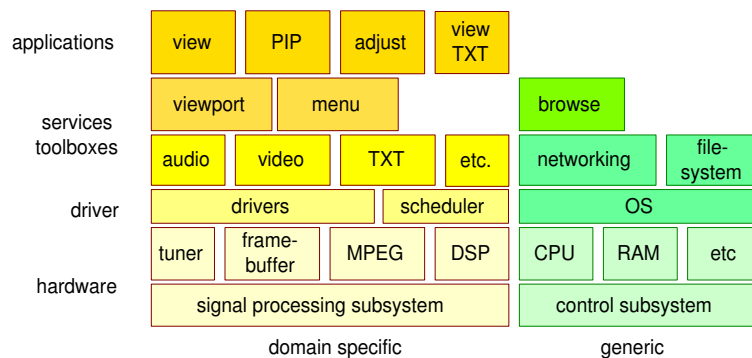 applications
view
PIP
adjust
view
TXT
services
toolboxes
viewport
menu
browse
audio
video
TXT
etc.
networking
file-
system
driver
drivers
scheduler
OS
hardware
tuner
frame-
buffer
MPEG
DSP
CPU
RAM
etc
signal processing subsystem
control subsystem
domain specific
generic